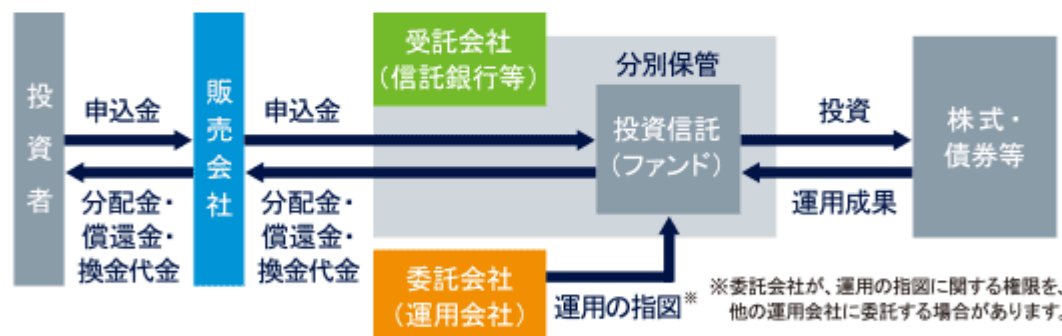 投資者
申込金
分配金・
償還金・
換金代金
販売会社
申込金
分配金・
償還金・
換金代金
受託会社
（信託銀行等）
分別保管
投資信託
（ファンド）
委託会社
（運用会社）
運用の指図※
投資
運用成果
株式・
債券等
※委託会社が、運用の指図に関する権限を、
他の運用会社に委託する場合があります。